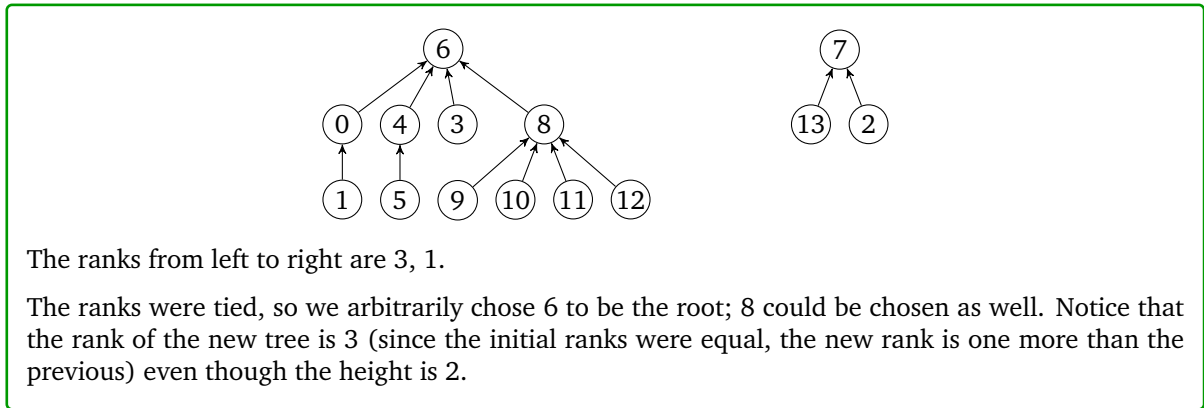 6 7
0 4 3 8 13 2
1 5 9 10 11 12
The ranks from left to right are 3, 1.
The ranks were tied, so we arbitrarily chose 6 to be the root; 8 could be chosen as well. Notice that
the rank of the new tree is 3 (since the initial ranks were equal, the new rank is one more than the
previous) even though the height is 2.